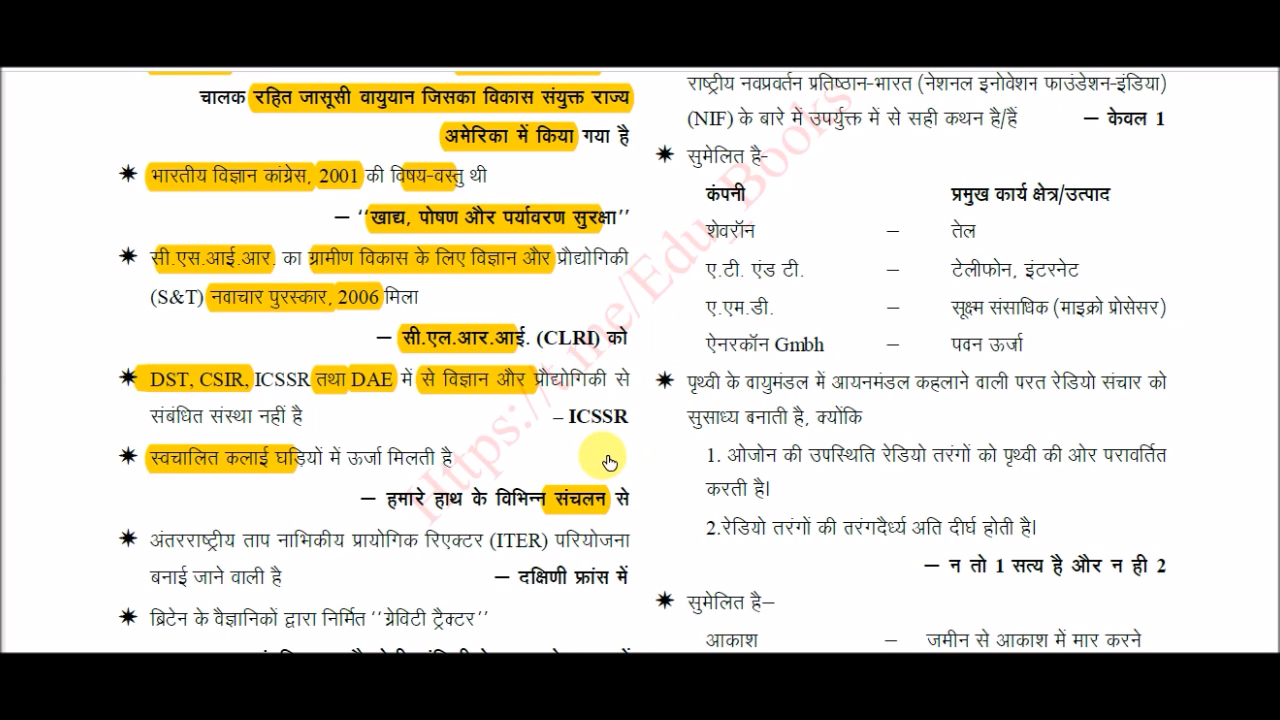 चालक रहित जासूसी वायुयान जिसका विकास संयुक्त राज्य
अमेरिका में किया गया है
✷ भारतीय विज्ञान कांग्रेस, 2001 की विषय-वस्तु थी
– ‘‘खाद्य, पोषण और पर्यावरण सुरक्षा’’
✷ सी.एस.आई.आर. का ग्रामीण विकास के लिए विज्ञान और प्रौद्योगिकी
(S&T) नवाचार पुरस्कार, 2006 मिला
– सी.एल.आर.आई. (CLRI) को
✷ DST, CSIR, ICSSR तथा DAE में से विज्ञान और प्रौद्योगिकी से
संबंधित संस्था नहीं है – ICSSR
✷ स्वचालित कलाई घड़ियों में ऊर्जा मिलती है
– हमारे हाथ के विभिन्न संचलन से
✷ अंतरराष्ट्रीय ताप नाभिकीय प्रायोगिक रिएक्टर (ITER) परियोजना
बनाई जाने वाली है – दक्षिणी फ्रांस में
✷ ब्रिटेन के वैज्ञानिकों द्वारा निर्मित ‘‘ग्रेविटी ट्रैक्टर’’
राष्ट्रीय नवप्रवर्तन प्रतिष्ठान-भारत (नेशनल इनोवेशन फाउंडेशन-इंडिया)
(NIF) के बारे में उपर्युक्त में से सही कथन है/हैं – केवल 1
✷ सुमेलित है-
कंपनी प्रमुख कार्य क्षेत्र/उत्पाद
शेवरॉन – तेल
ए.टी. एंड टी. – टेलीफोन, इंटरनेट
ए.एम.डी. – सूक्ष्म संसाधिक (माइक्रो प्रोसेसर)
ऐनरकॉन Gmbh – पवन ऊर्जा
✷ पृथ्वी के वायुमंडल में आयनमंडल कहलाने वाली परत रेडियो संचार को
सुसाध्य बनाती है, क्योंकि
1. ओजोन की उपस्थिति रेडियो तरंगों को पृथ्वी की ओर परावर्तित
करती है।
2.रेडियो तरंगों की तरंगदैर्ध्य अति दीर्घ होती है।
– न तो 1 सत्य है और न ही 2
✷ सुमेलित है–
आकाश – जमीन से आकाश में मार करने
Https://t.me/Edu_Books